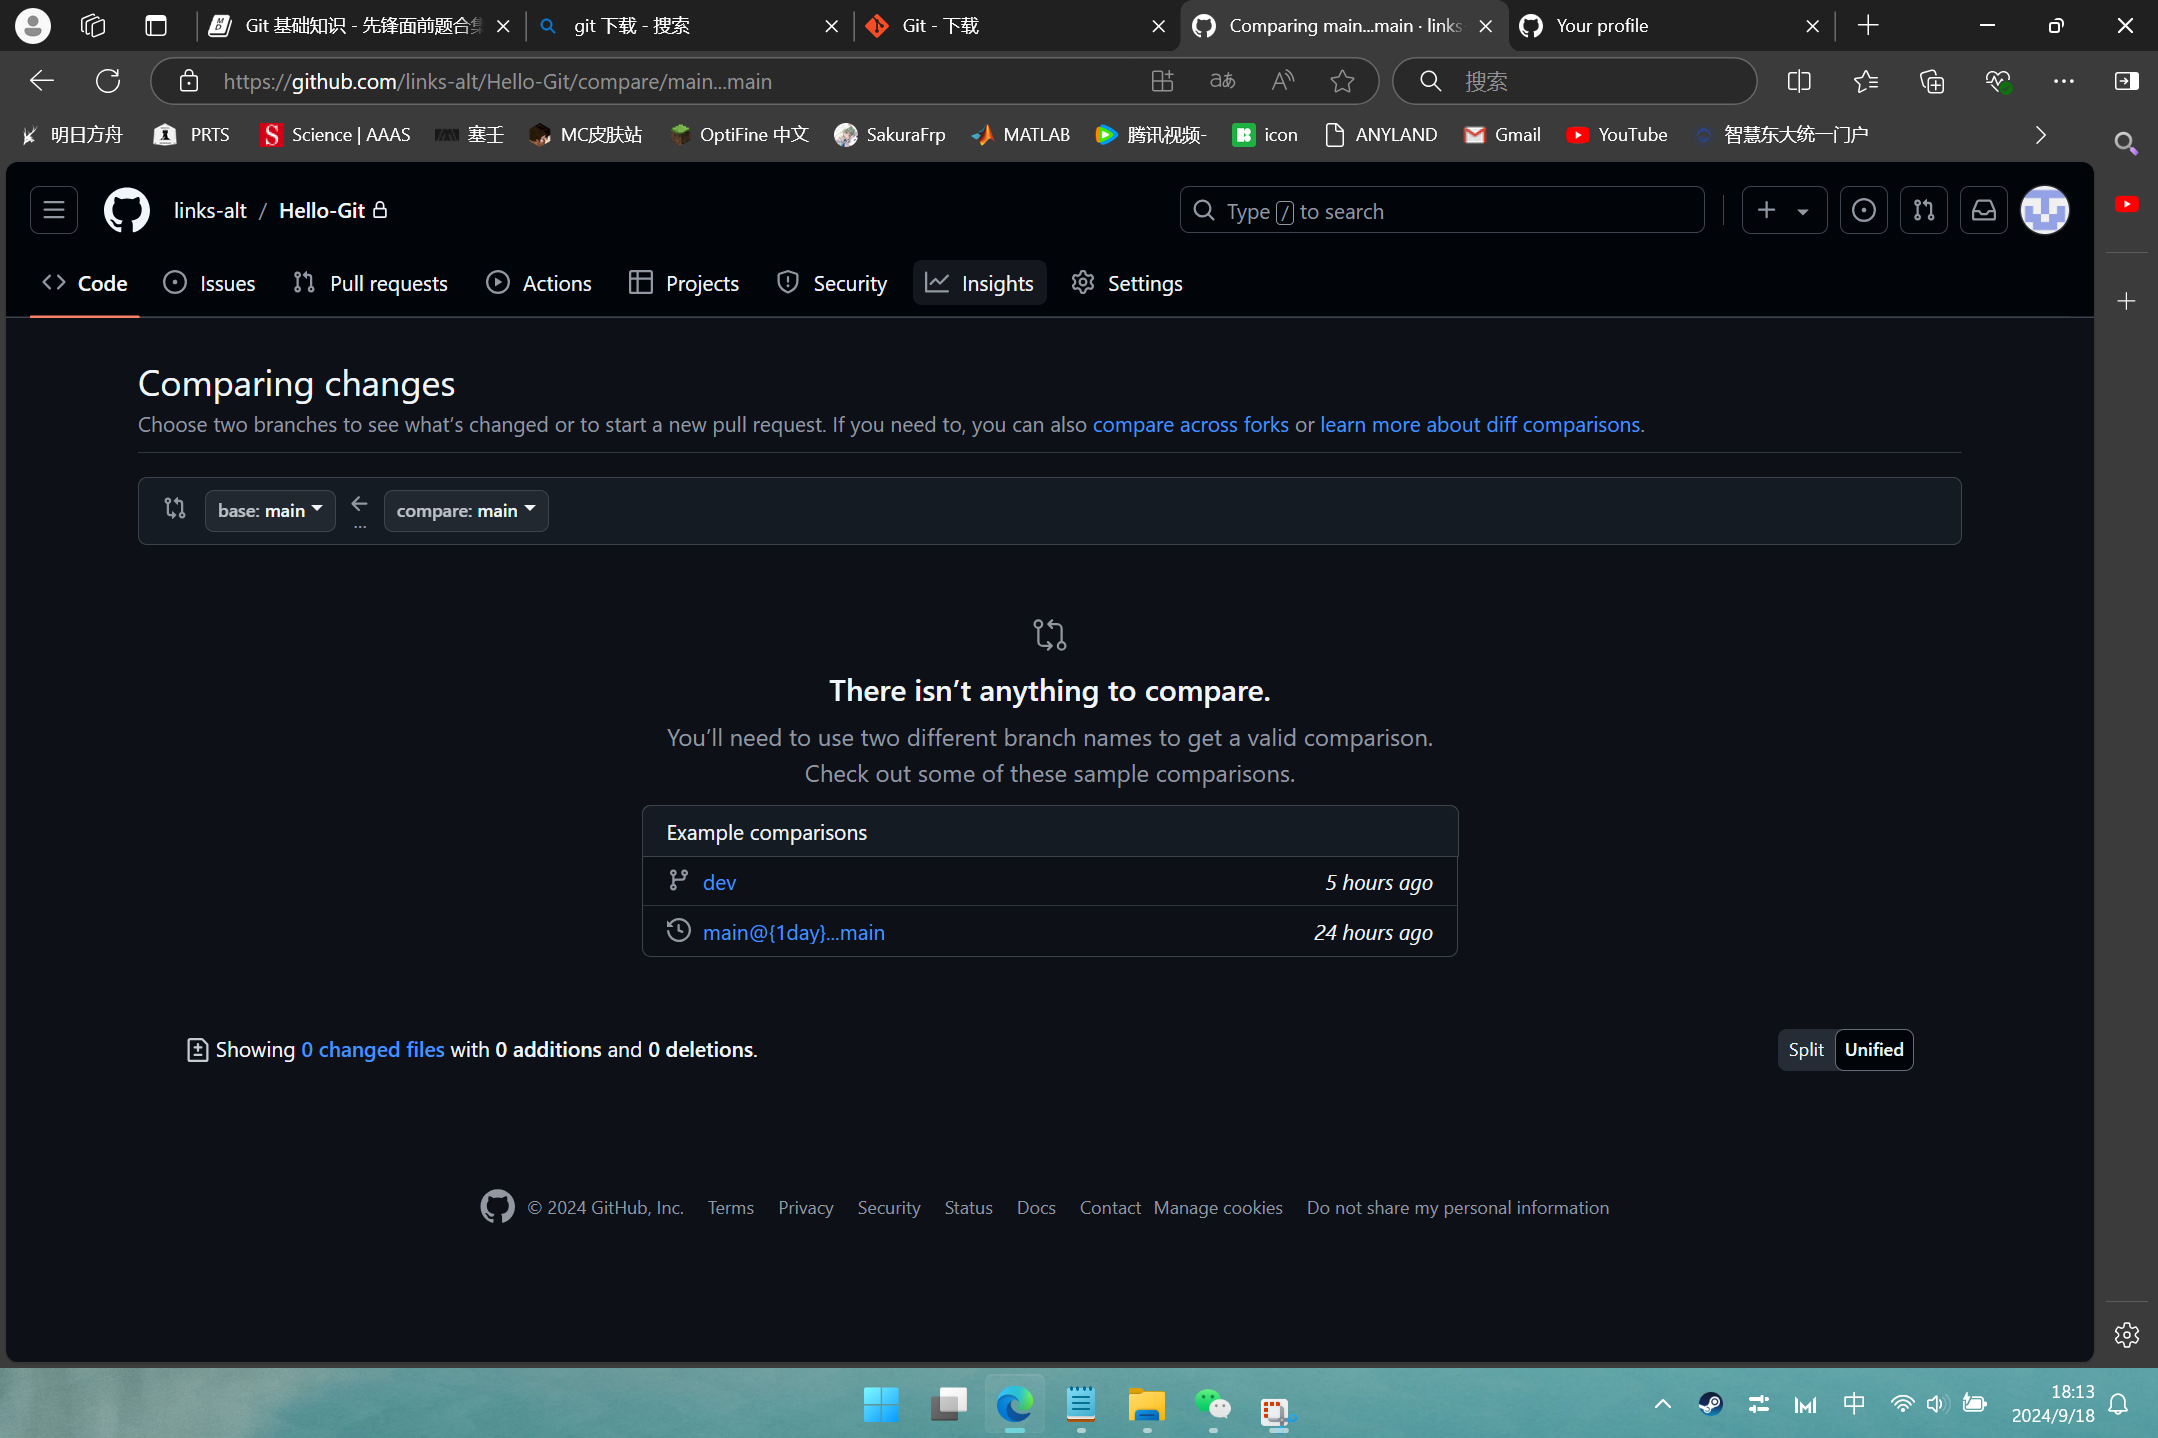 Git 基础知识 - 先锋面前题合集
git 下载 - 搜索
Git - 下载
Comparing main...main · links-
Your profile
https://github.com/links-alt/Hello-Git/compare/main...main
搜索
明日方舟
PRTS
Science | AAAS
塞壬
MC皮肤站
OptiFine 中文
SakuraFrp
MATLAB
腾讯视频-
icon
ANYLAND
Gmail
YouTube
智慧东大统一门户
links-alt / Hello-Git
Type / to search
Code
Issues
Pull requests
Actions
Projects
Security
Insights
Settings
Comparing changes
Choose two branches to see what’s changed or to start a new pull request. If you need to, you can also compare across forks or learn more about diff comparisons.
base: main
...
compare: main
There isn’t anything to compare.
You’ll need to use two different branch names to get a valid comparison.
Check out some of these sample comparisons.
Example comparisons
dev 5 hours ago
main@{1day}...main 24 hours ago
Showing 0 changed files with 0 additions and 0 deletions.
Split Unified
© 2024 GitHub, Inc. Terms Privacy Security Status Docs Contact Manage cookies Do not share my personal information
中
18:13
2024/9/18